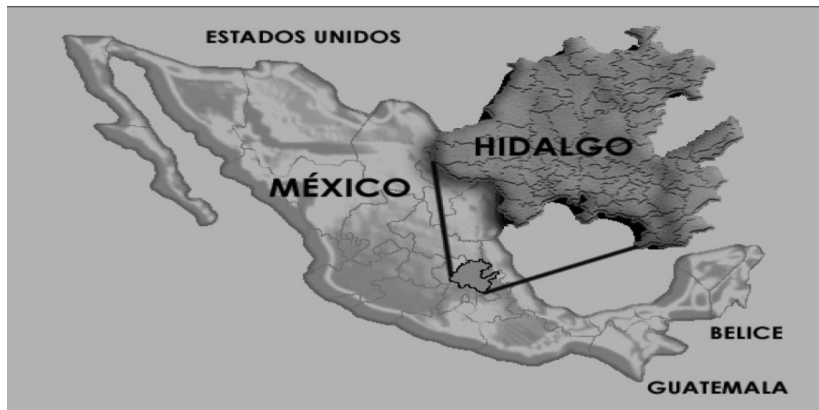 ESTADOS UNIDOS
HIDALGO
MÉXICO
BELICE
GUATEMALA